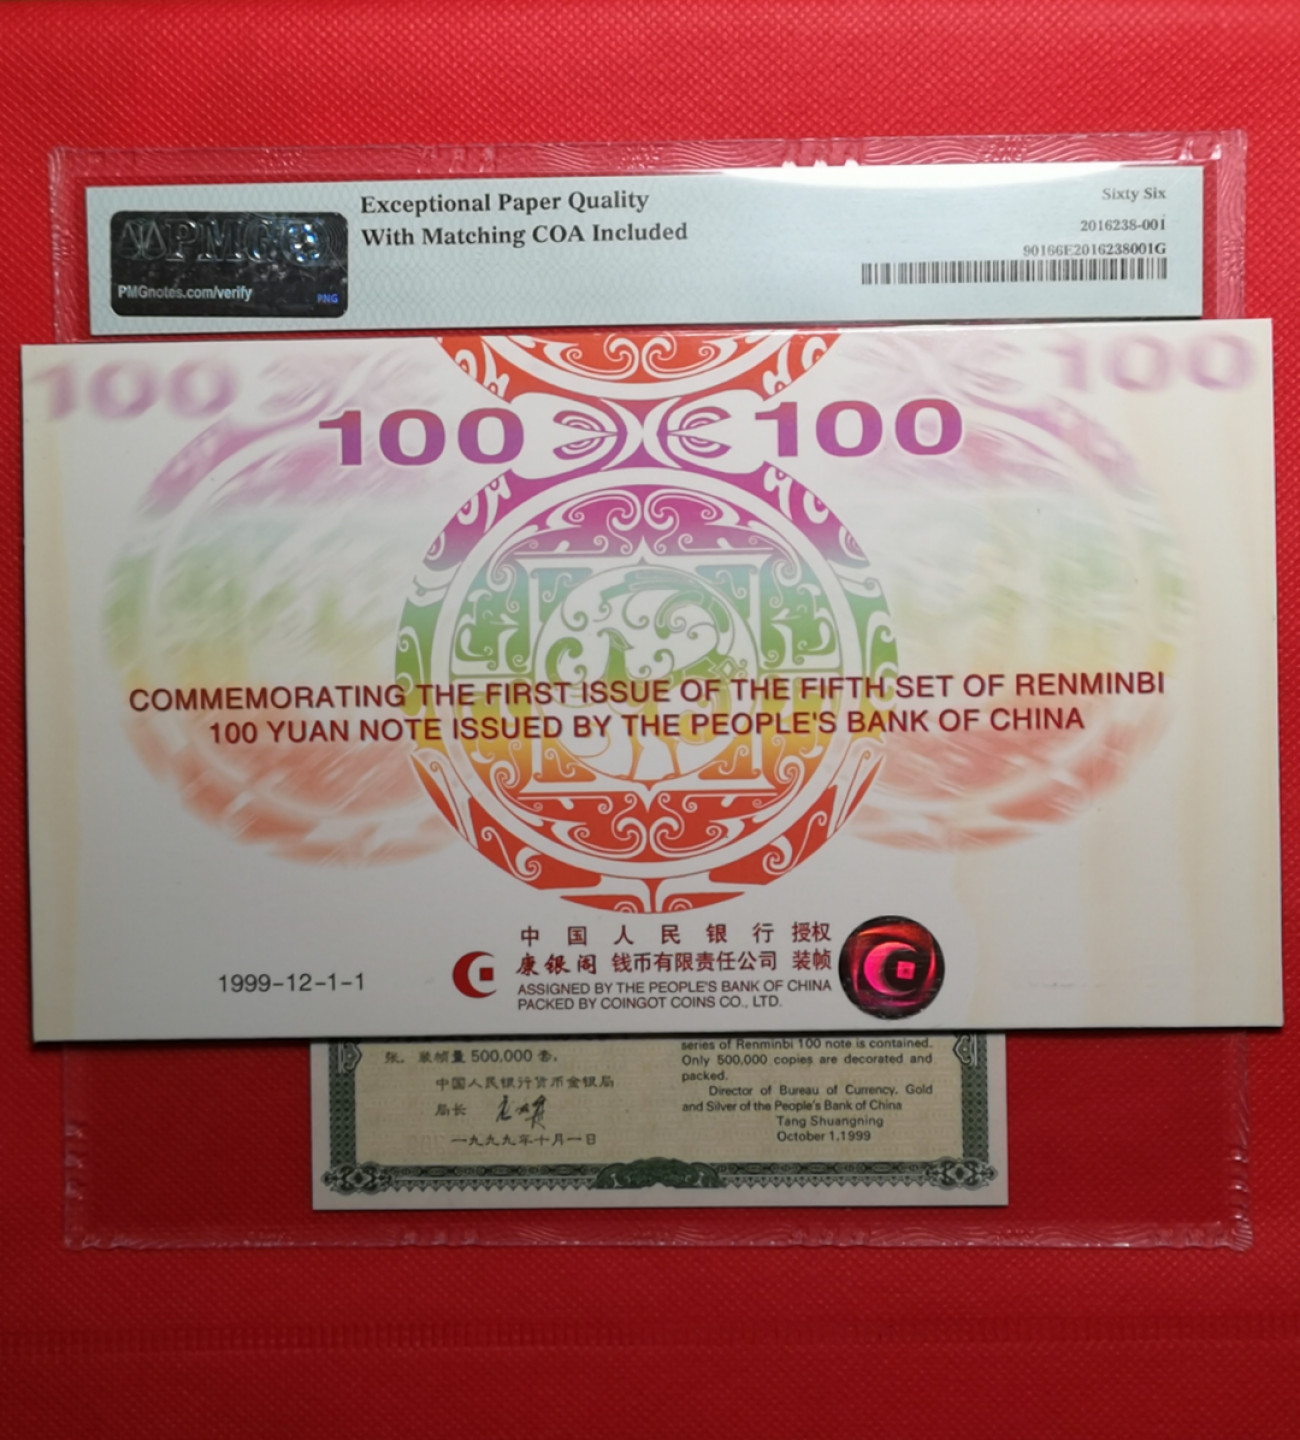 Exceptional Paper Quality
With Matching COA Included
Sixty Six
2016238-001
90166E2016238001G
PMG
PMGnotes.com/verify
PNG
100 100
100 100
COMMEMORATING THE FIRST ISSUE OF THE FIFTH SET OF RENMINBI
100 YUAN NOTE ISSUED BY THE PEOPLE'S BANK OF CHINA
中国人民银行 授权
康银阁 钱币有限责任公司 装帧
ASSIGNED BY THE PEOPLE'S BANK OF CHINA
PACKED BY COINGOT COINS CO., LTD.
1999-12-1-1
张, 装帧量 500,000 套。
中国人民银行货币金银局
局长
一九九九年十月一日
series of Renminbi 100 note is contained.
Only 500,000 copies are decorated and
packed.
Director of Bureau of Currency, Gold
and Silver of the People's Bank of China
Tang Shuangning
October 1,1999